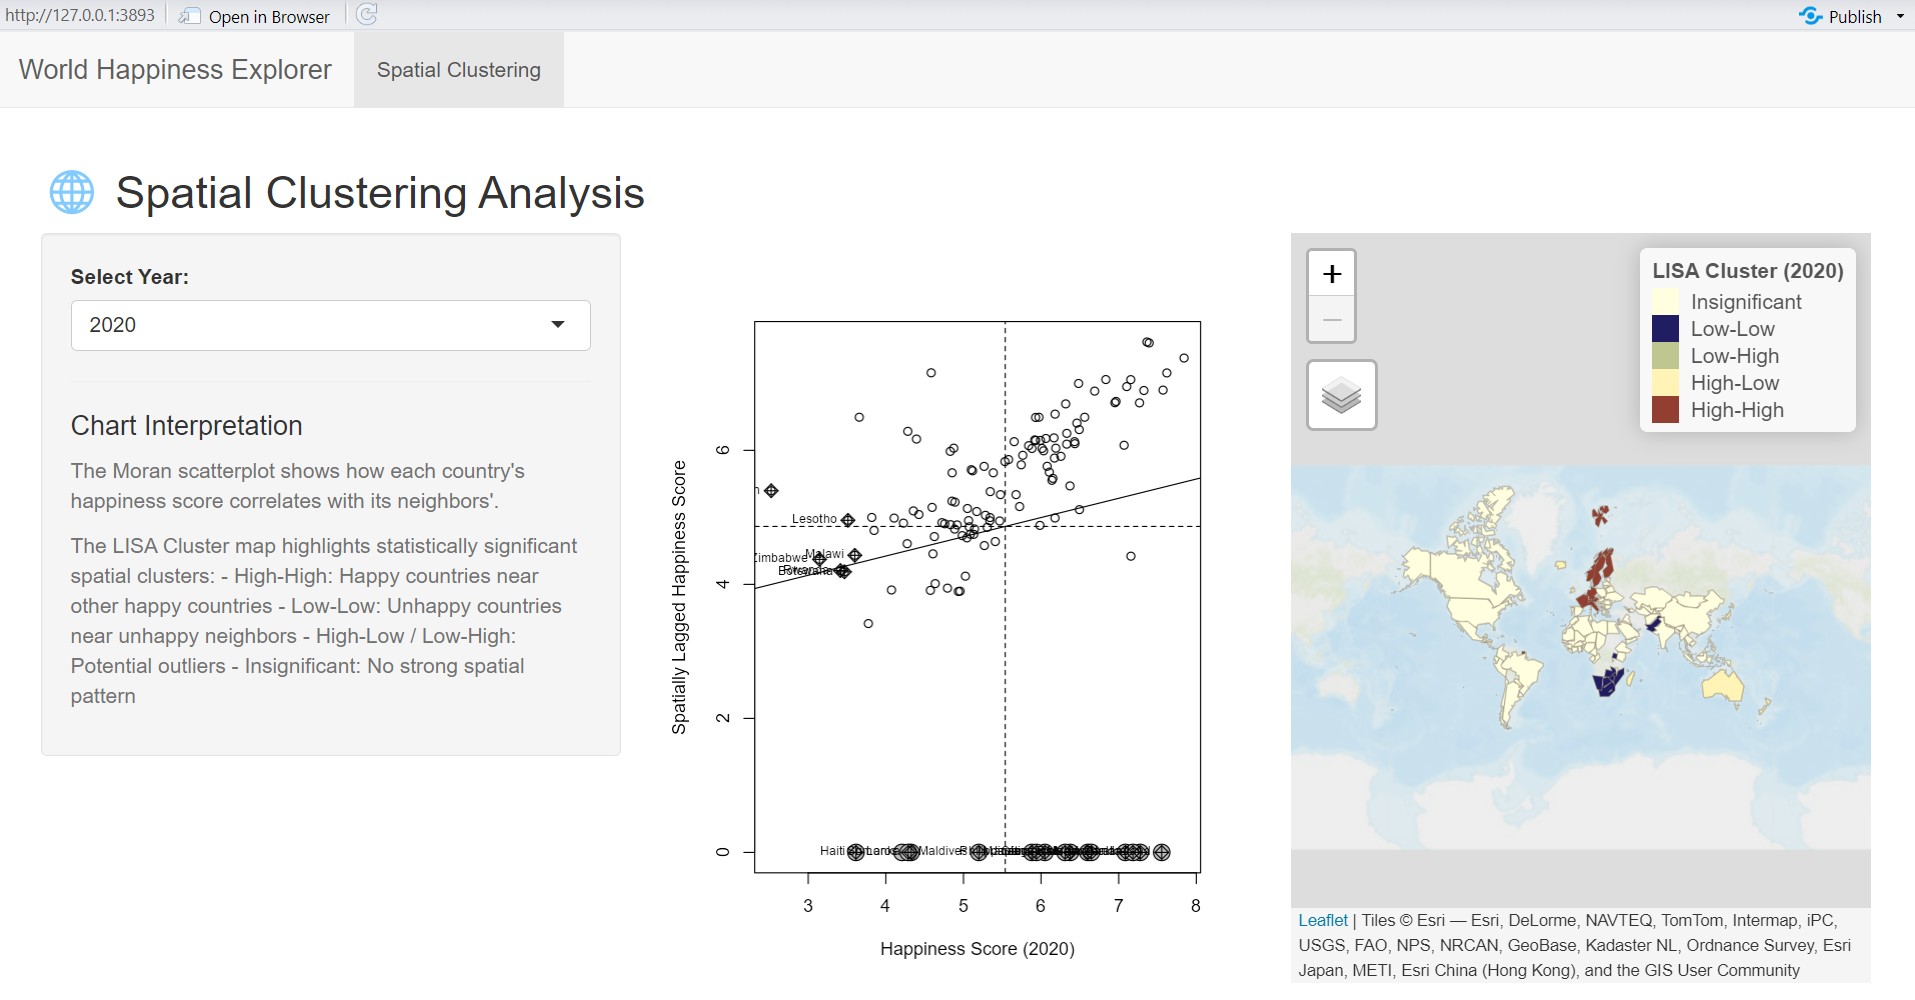 http://127.0.0.1:3893
Open in Browser
Publish
World Happiness Explorer
Spatial Clustering
Spatial Clustering Analysis
Select Year:
2020
Chart Interpretation
The Moran scatterplot shows how each country's
happiness score correlates with its neighbors'.
The LISA Cluster map highlights statistically significant
spatial clusters: - High-High: Happy countries near
other happy countries - Low-Low: Unhappy countries
near unhappy neighbors - High-Low / Low-High:
Potential outliers - Insignificant: No strong spatial
pattern
Spatially Lagged Happiness Score
6
4
2
0
Lesotho
Malawi
Zimbabwe
Botswana
Haiti
Maldives
3 4 5 6 7 8
Happiness Score (2020)
+
−
LISA Cluster (2020)
Insignificant
Low-Low
Low-High
High-Low
High-High
Leaflet | Tiles © Esri — Esri, DeLorme, NAVTEQ, TomTom, Intermap, iPC,
USGS, FAO, NPS, NRCAN, GeoBase, Kadaster NL, Ordnance Survey, Esri
Japan, METI, Esri China (Hong Kong), and the GIS User Community